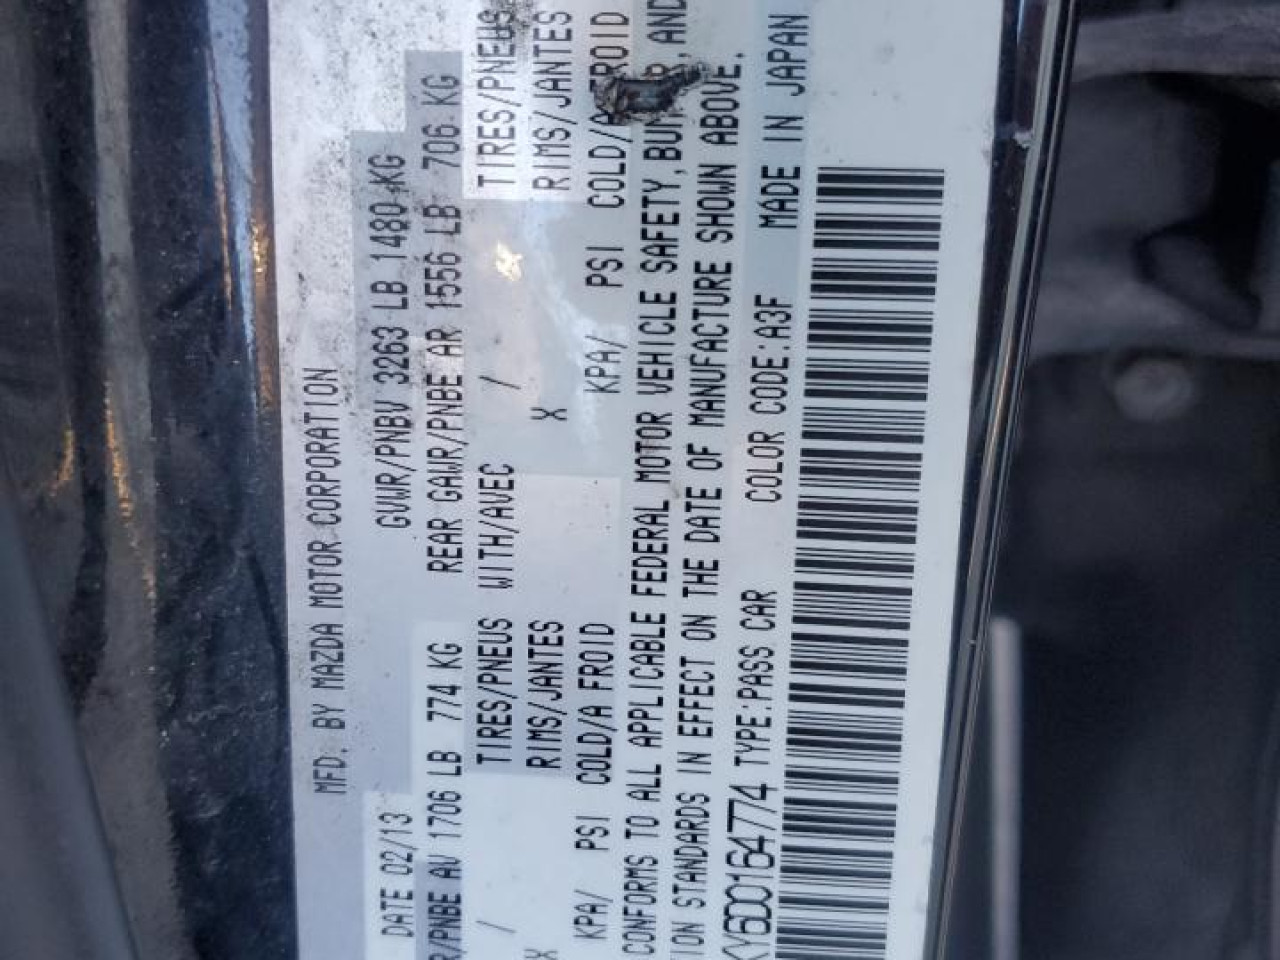 MFD. BY MAZDA MOTOR CORPORATION
DATE 02/13 GVWR/PNBV 3263 LB 1480 KG
R/PNBE AV 1706 LB 774 KG REAR GAWR/PNBE AR 1556 LB 706 KG
/ TIRES/PNEUS WITH/AVEC / TIRES/PNEUS
X RIMS/JANTES X RIMS/JANTES
KPA/ PSI COLD/A FROID KPA/ PSI COLD/A FROID
CONFORMS TO ALL APPLICABLE FEDERAL MOTOR VEHICLE SAFETY, AND
ION STANDARDS IN EFFECT ON THE DATE OF MANUFACTURE SHOWN ABOVE.
Y6D0164774 TYPE:PASS CAR COLOR CODE:A3F MADE IN JAPAN